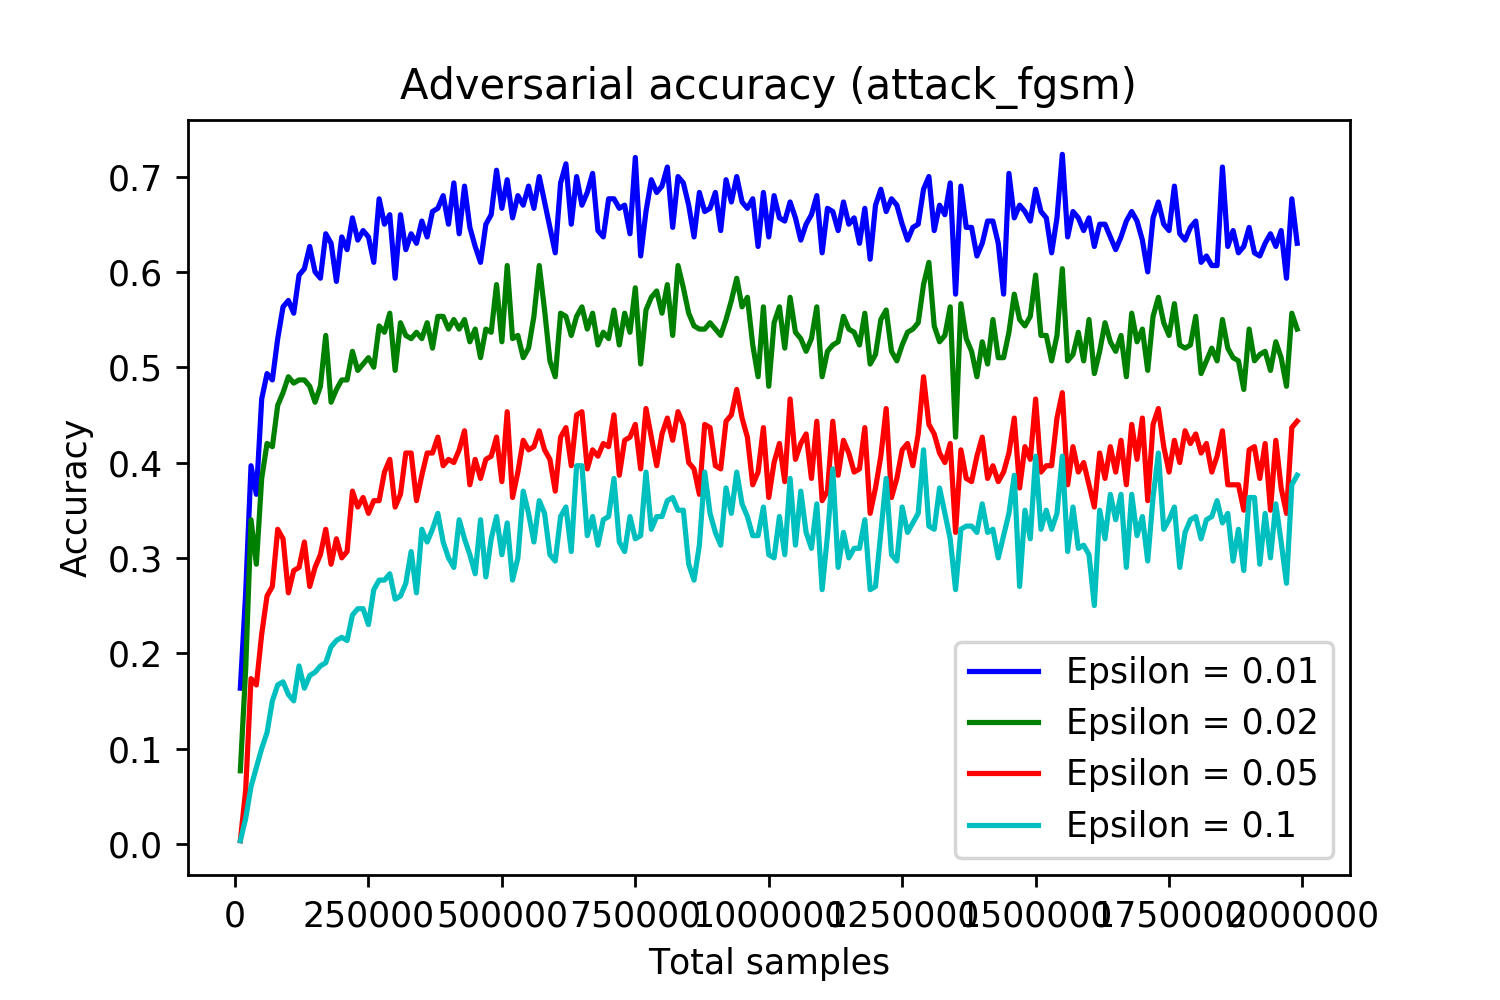 Adversarial accuracy (attack_fgsm)
0.7
0.6
0.5
0.4
0.3
0.2
0.1
0.0
Accuracy
Epsilon = 0.01
Epsilon = 0.02
Epsilon = 0.05
Epsilon = 0.1
0 250000 500000 750000 1000000 1250000 1500000 1750000 2000000
Total samples